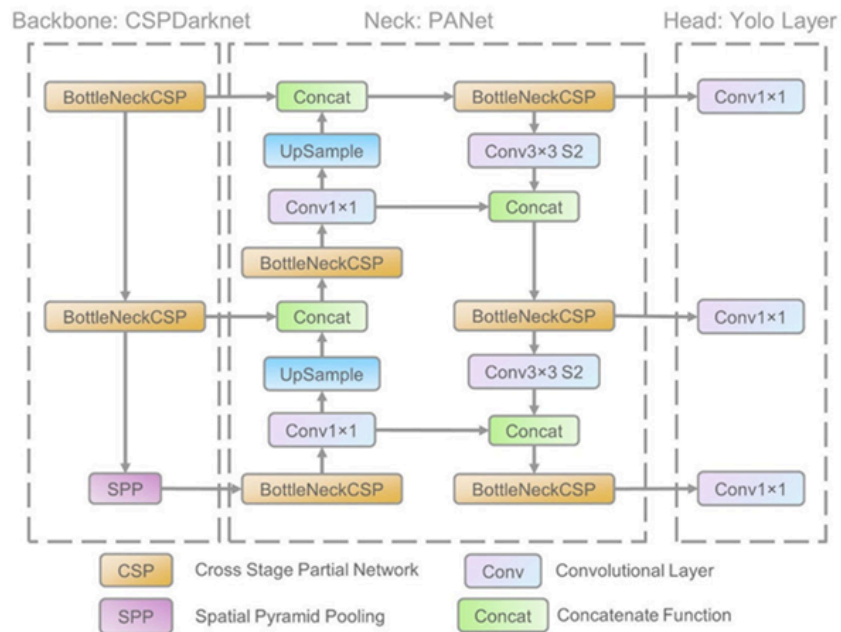 Backbone: CSPDarknet Neck: PANet Head: Yolo Layer
BottleNeckCSP Concat BottleNeckCSP Conv1×1
UpSample Conv3×3 S2
Conv1×1 Concat
BottleNeckCSP
BottleNeckCSP Concat BottleNeckCSP Conv1×1
UpSample Conv3×3 S2
Conv1×1 Concat
SPP BottleNeckCSP BottleNeckCSP Conv1×1
CSP Cross Stage Partial Network Conv Convolutional Layer
SPP Spatial Pyramid Pooling Concat Concatenate Function